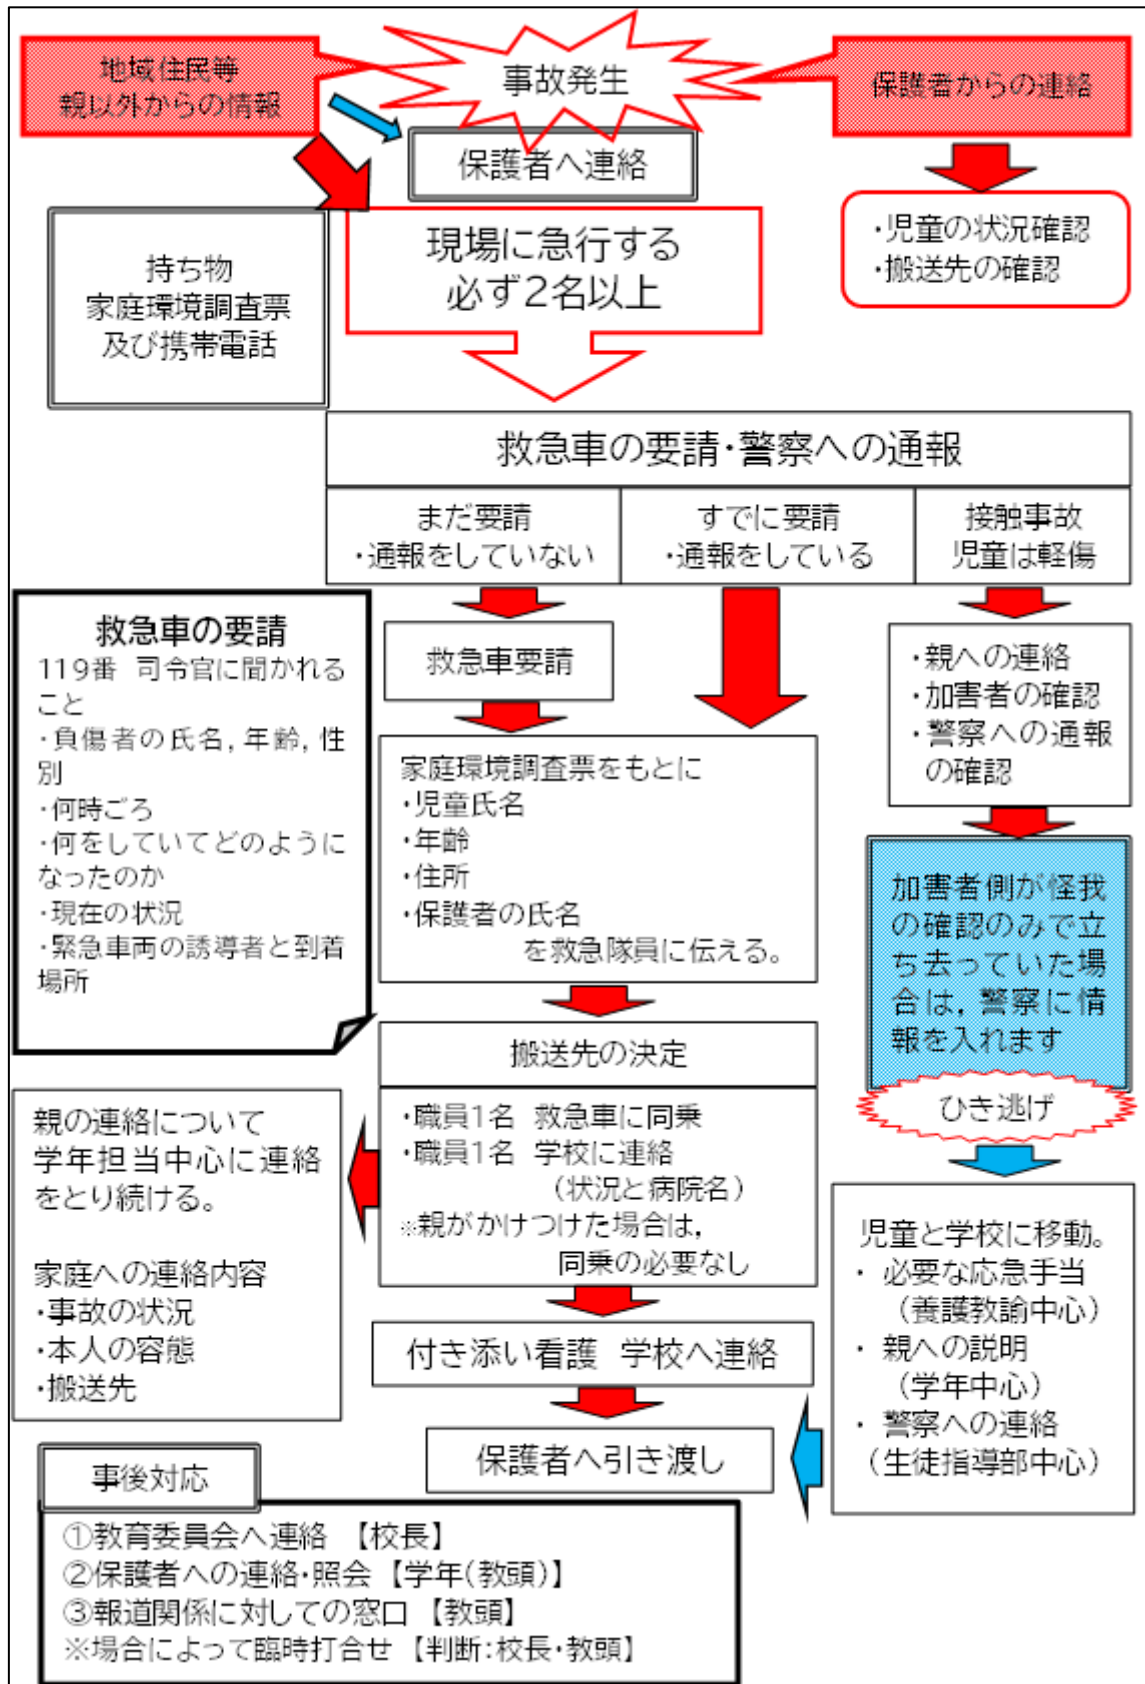 事故発生
地域住民等
親以外からの情報
保護者からの連絡
保護者へ連絡
・児童の状況確認
・搬送先の確認
現場に急行する
必ず2名以上
持ち物
家庭環境調査票
及び携帯電話
救急車の要請・警察への通報
まだ要請
・通報をしていない
すでに要請
・通報をしている
接触事故
児童は軽傷
救急車の要請
119番 司令官に聞かれる
こと
・負傷者の氏名,年齢,性
別
・何時ごろ
・何をしていてどのように
なったのか
・現在の状況
・緊急車両の誘導者と到着
場所
救急車要請
・親への連絡
・加害者の確認
・警察への通報
の確認
家庭環境調査票をもとに
・児童氏名
・年齢
・住所
・保護者の氏名
を救急隊員に伝える。
加害者側が怪我
の確認のみで立
ち去っていた場
合は,警察に情
報を入れます
ひき逃げ
搬送先の決定
・職員1名 救急車に同乗
・職員1名 学校に連絡
(状況と病院名)
※親がかけつけた場合は,
同乗の必要なし
親の連絡について
学年担当中心に連絡
をとり続ける。
家庭への連絡内容
・事故の状況
・本人の容態
・搬送先
児童と学校に移動。
・ 必要な応急手当
(養護教諭中心)
・ 親への説明
(学年中心)
・ 警察への連絡
(生徒指導部中心)
付き添い看護 学校へ連絡
保護者へ引き渡し
事後対応
①教育委員会へ連絡 【校長】
②保護者への連絡・照会 【学年(教頭)】
③報道関係に対しての窓口 【教頭】
※場合によって臨時打合せ 【判断:校長・教頭】